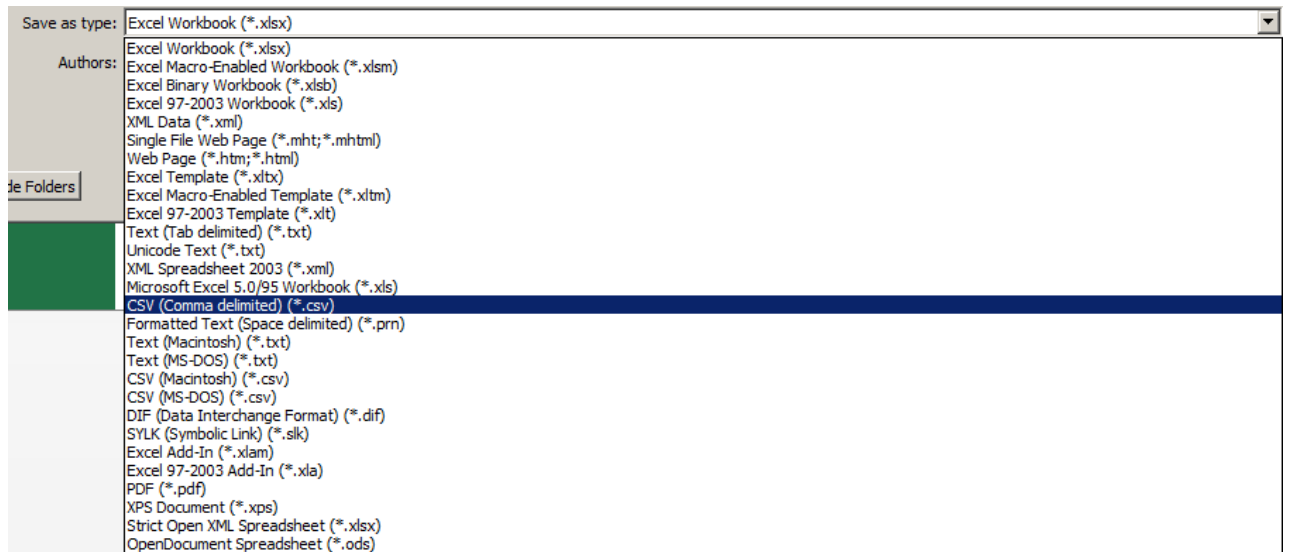 Save as type: Excel Workbook (*.xlsx)
Excel Workbook (*.xlsx)
Authors: Excel Macro-Enabled Workbook (*.xlsm)
Excel Binary Workbook (*.xlsb)
Excel 97-2003 Workbook (*.xls)
XML Data (*.xml)
Single File Web Page (*.mht;*.mhtml)
Web Page (*.htm;*.html)
Excel Template (*.xltx)
de Folders Excel Macro-Enabled Template (*.xltm)
Excel 97-2003 Template (*.xlt)
Text (Tab delimited) (*.txt)
Unicode Text (*.txt)
XML Spreadsheet 2003 (*.xml)
Microsoft Excel 5.0/95 Workbook (*.xls)
CSV (Comma delimited) (*.csv)
Formatted Text (Space delimited) (*.prn)
Text (Macintosh) (*.txt)
Text (MS-DOS) (*.txt)
CSV (Macintosh) (*.csv)
CSV (MS-DOS) (*.csv)
DIF (Data Interchange Format) (*.dif)
SYLK (Symbolic Link) (*.slk)
Excel Add-In (*.xlam)
Excel 97-2003 Add-In (*.xla)
PDF (*.pdf)
XPS Document (*.xps)
Strict Open XML Spreadsheet (*.xlsx)
OpenDocument Spreadsheet (*.ods)